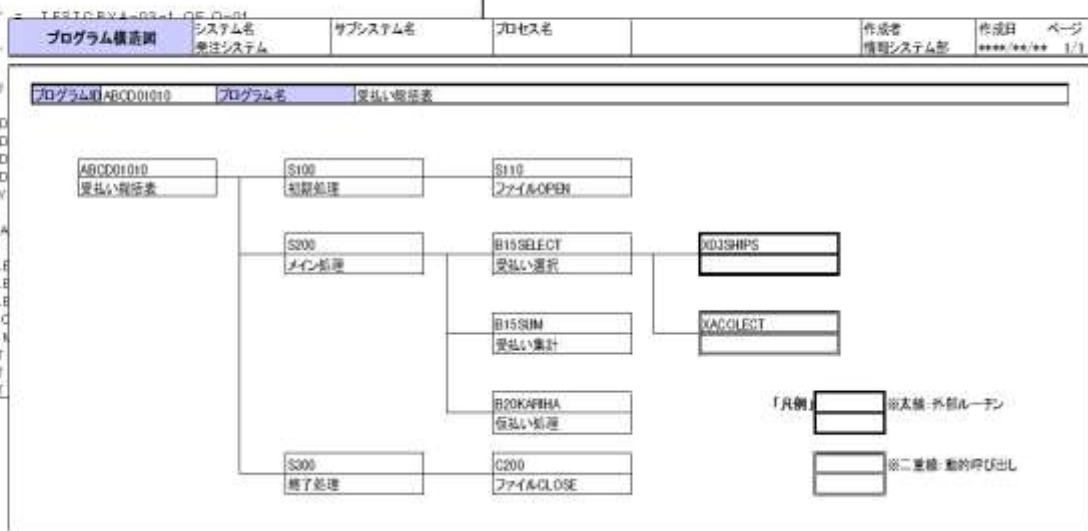 = TESTCBYA-03-1 OF O-01
プログラム構造図
システム名
発注システム
サブシステム名
プロセス名
作成者
情報システム部
作成日
****/**/**
ページ
1/1
プログラムID ABCD01010 プログラム名 受払い総括表
ABCD01010
受払い総括表
S100
初期処理
S110
ファイルOPEN
S200
メイン処理
B15SELECT
受払い選択
XD3SHIPS
B15SUM
受払い集計
XACOLECT
B20KARIHA
仮払い処理
「凡例」
※太線:外部ルーチン
S300
終了処理
C200
ファイルCLOSE
※二重線:動的呼び出し